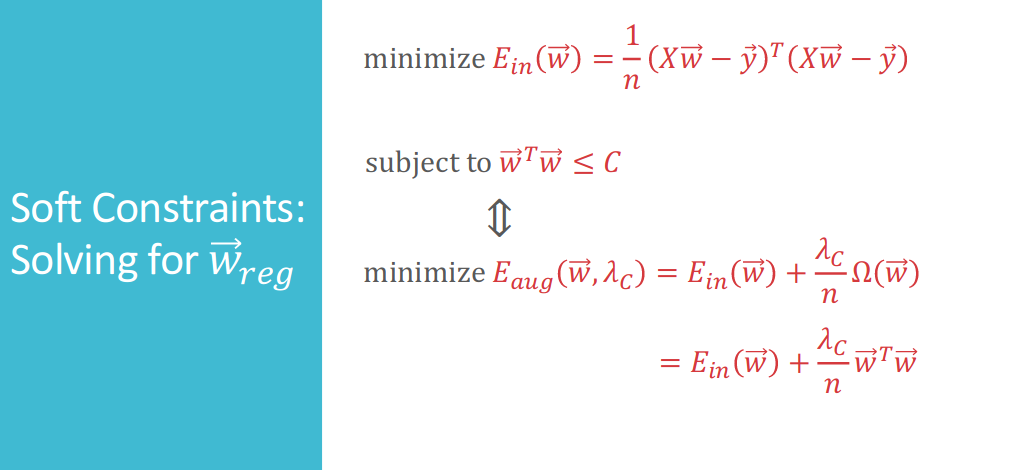 Soft Constraints:
Solving for $\vec{w}_{reg}$
minimize $E_{in}(\vec{w}) = \frac{1}{n}(X\vec{w} - \vec{y})^T(X\vec{w} - \vec{y})$
subject to $\vec{w}^T\vec{w} \leq C$
⇕
minimize $E_{aug}(\vec{w}, \lambda_C) = E_{in}(\vec{w}) + \frac{\lambda_C}{n}\Omega(\vec{w})$
$= E_{in}(\vec{w}) + \frac{\lambda_C}{n}\vec{w}^T\vec{w}$